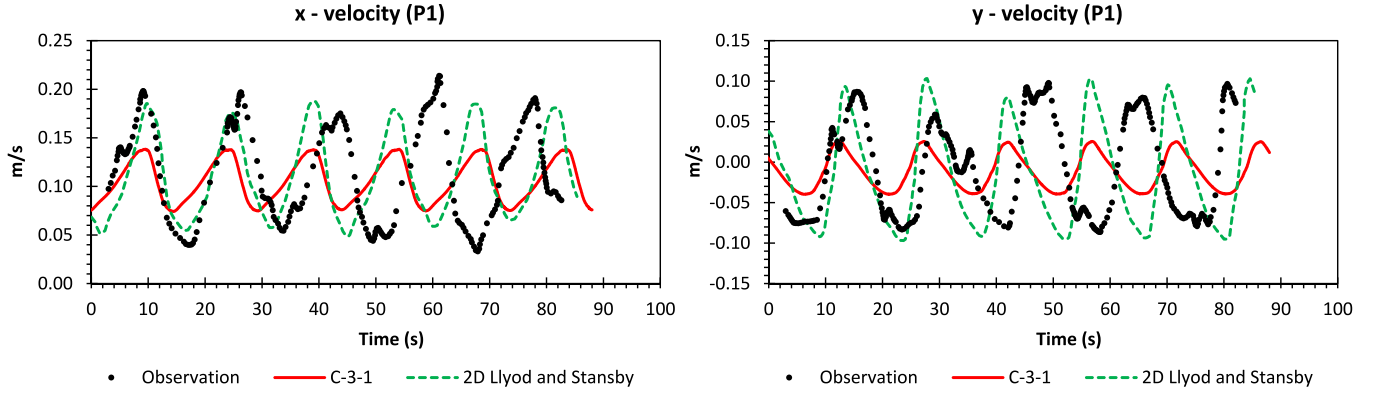 x - velocity (P1)
0.25
0.20
0.15
0.10
0.05
0.00
m/s
0 10 20 30 40 50 60 70 80 90 100
Time (s)
Observation C-3-1 2D Llyod and Stansby
y - velocity (P1)
0.15
0.10
0.05
0.00
-0.05
-0.10
-0.15
m/s
0 10 20 30 40 50 60 70 80 90 100
Time (s)
Observation C-3-1 2D Llyod and Stansby